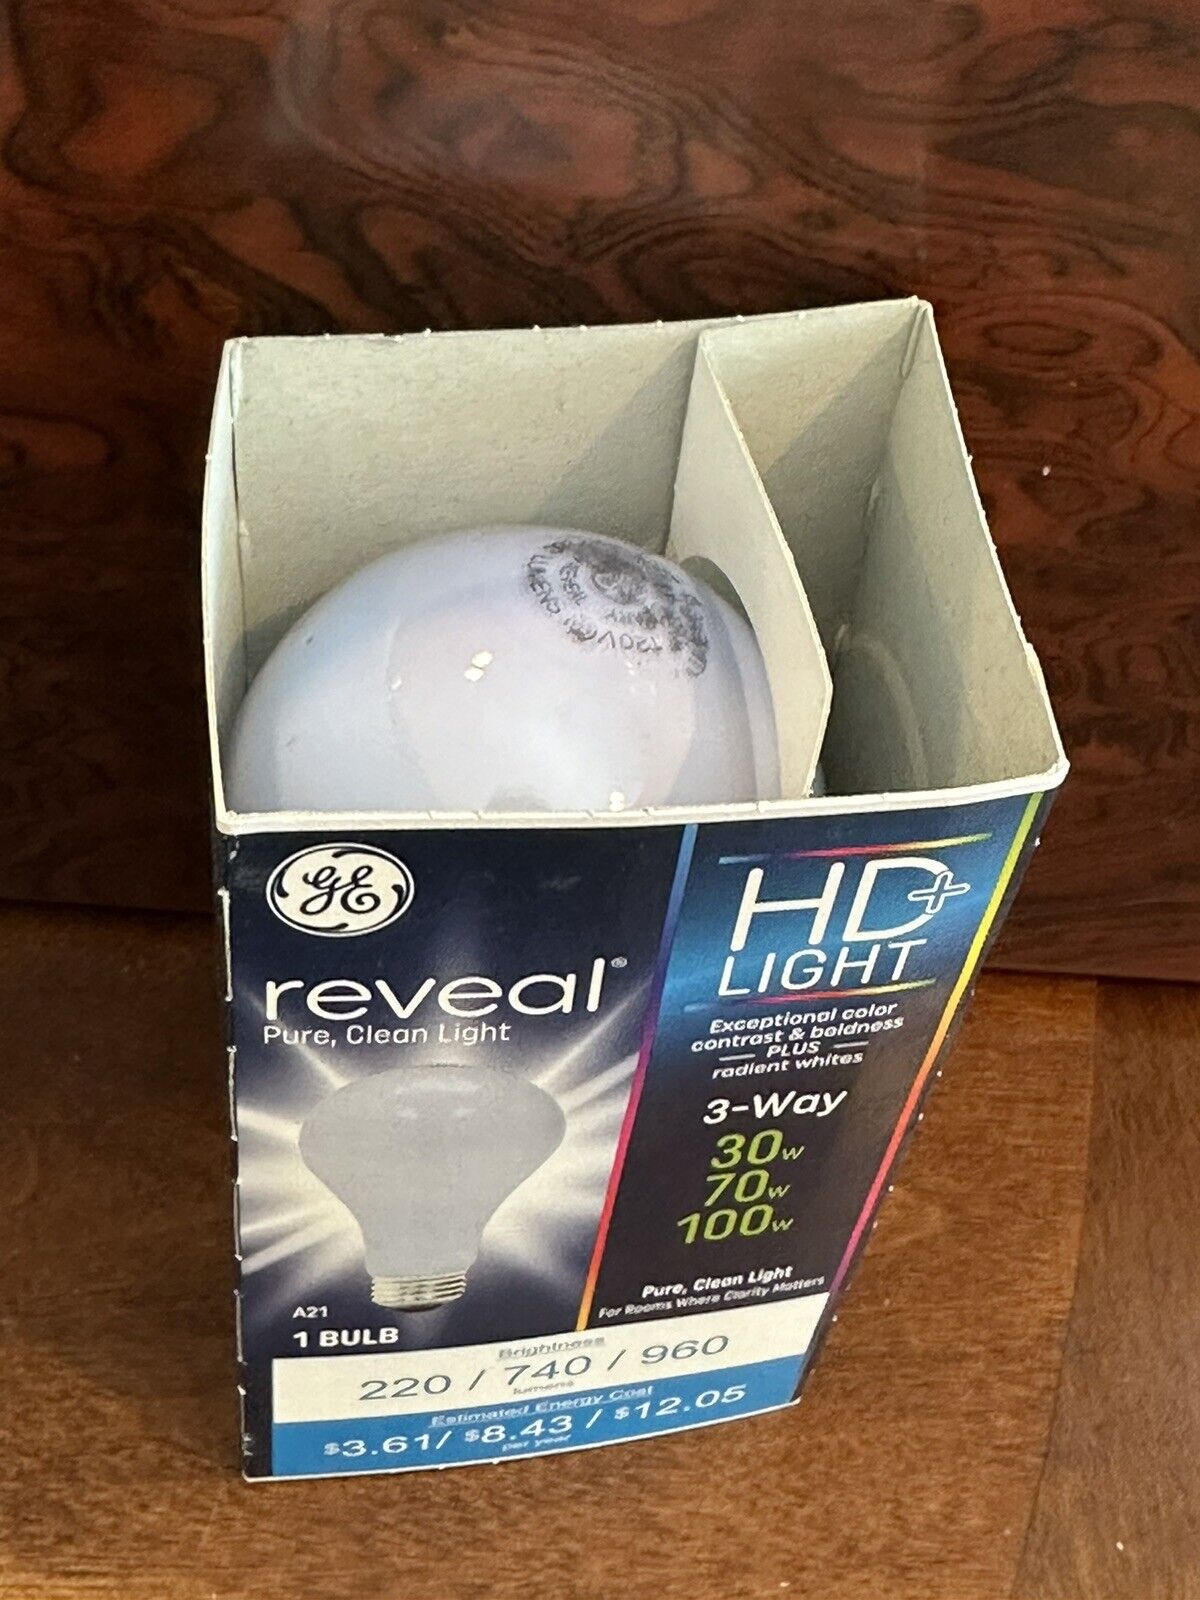 120V
GE
reveal®
Pure, Clean Light
A21
1 BULB
HD+
LIGHT
Exceptional color
contrast & boldness
PLUS
radient whites
3-Way
30w
70w
100w
Pure, Clean Light
For Rooms Where Clarity Matters
Brightness
220 / 740 / 960
lumens
Estimated Energy Cost
$3.61/ $8.43 / $12.05
per year